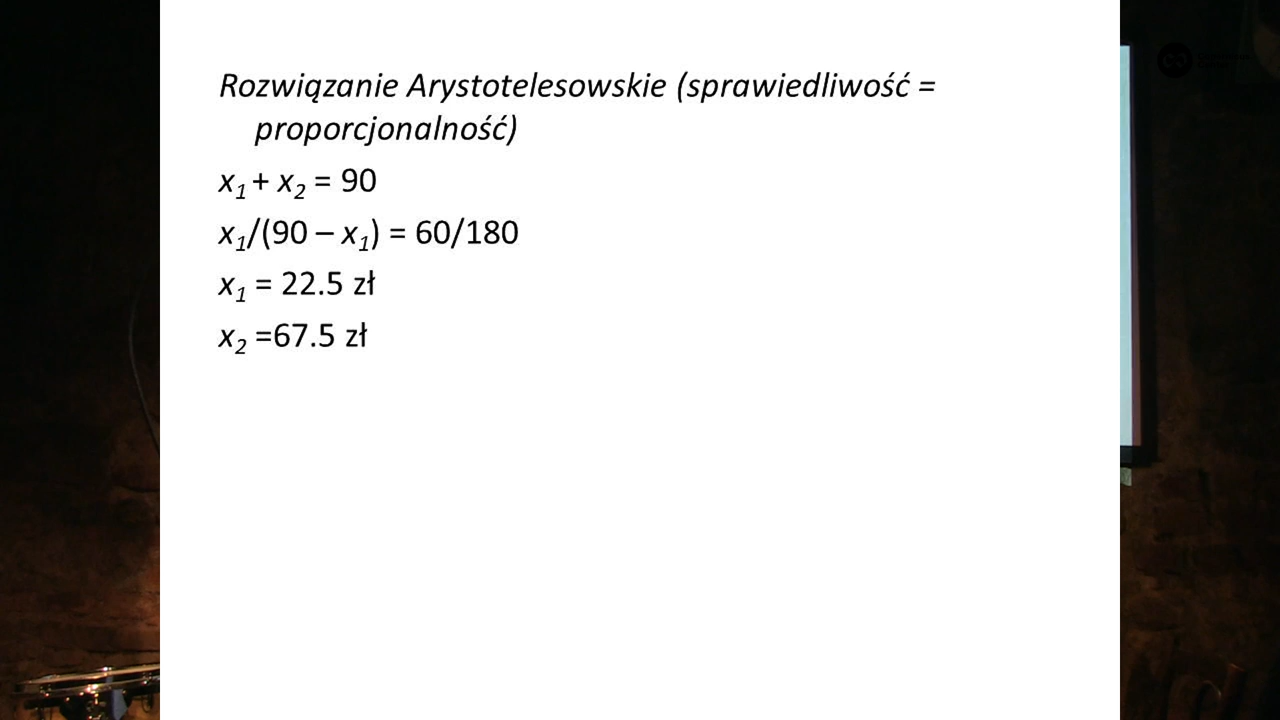 Rozwiązanie Arystotelesowskie (sprawiedliwość =
proporcjonalność)
x₁ + x₂ = 90
x₁/(90 – x₁) = 60/180
x₁ = 22.5 zł
x₂ =67.5 zł